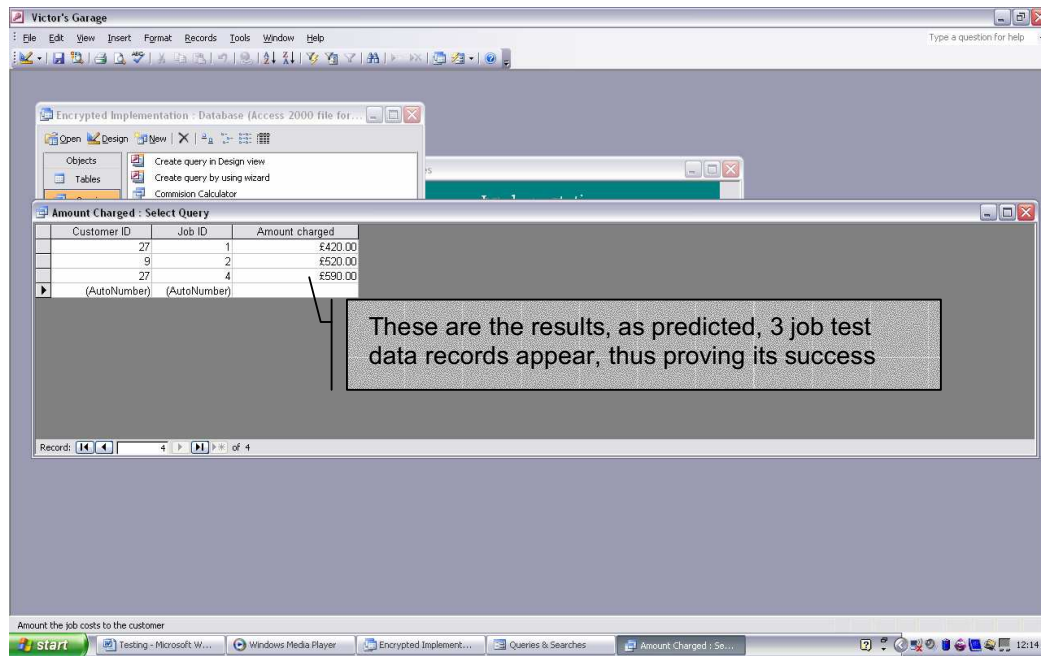 Victor's Garage
File Edit View Insert Format Records Tools Window Help
Type a question for help
Encrypted Implementation : Database (Access 2000 file for...
Open Design New
Objects
Create query in Design view
Tables
Create query by using wizard
Commision Calculator
Amount Charged : Select Query
Customer ID Job ID Amount charged
27 1 £420.00
9 2 £520.00
27 4 £590.00
(AutoNumber) (AutoNumber)
These are the results, as predicted, 3 job test
data records appear, thus proving its success
Record: 4 of 4
Amount the job costs to the customer
start Testing - Microsoft W... Windows Media Player Encrypted Implement... Queries & Searches Amount Charged : Se... 12:14